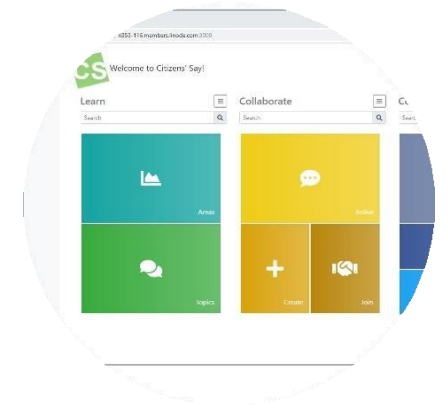 CS
Welcome to Citizens' Say!
Learn
Collaborate
Search
Search
Areas
Active
Topics
Create
Join